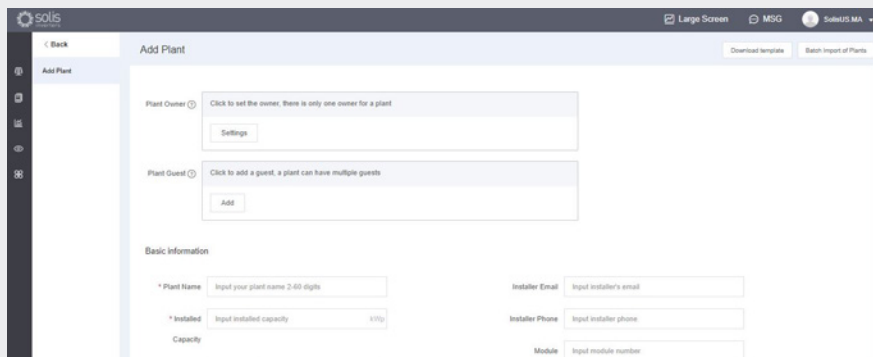 solis
inverters
Large Screen
MSG
SolisUS.MA
< Back
Add Plant
Download template
Batch Import of Plants
Add Plant
Plant Owner ?
Click to set the owner, there is only one owner for a plant
Settings
Plant Guest ?
Click to add a guest, a plant can have multiple guests
Add
Basic information
* Plant Name
Input your plant name 2-60 digits
Installer Email
Input installer's email
* Installed
Capacity
Input installed capacity
kWp
Installer Phone
Input installer phone
Module
Input module number